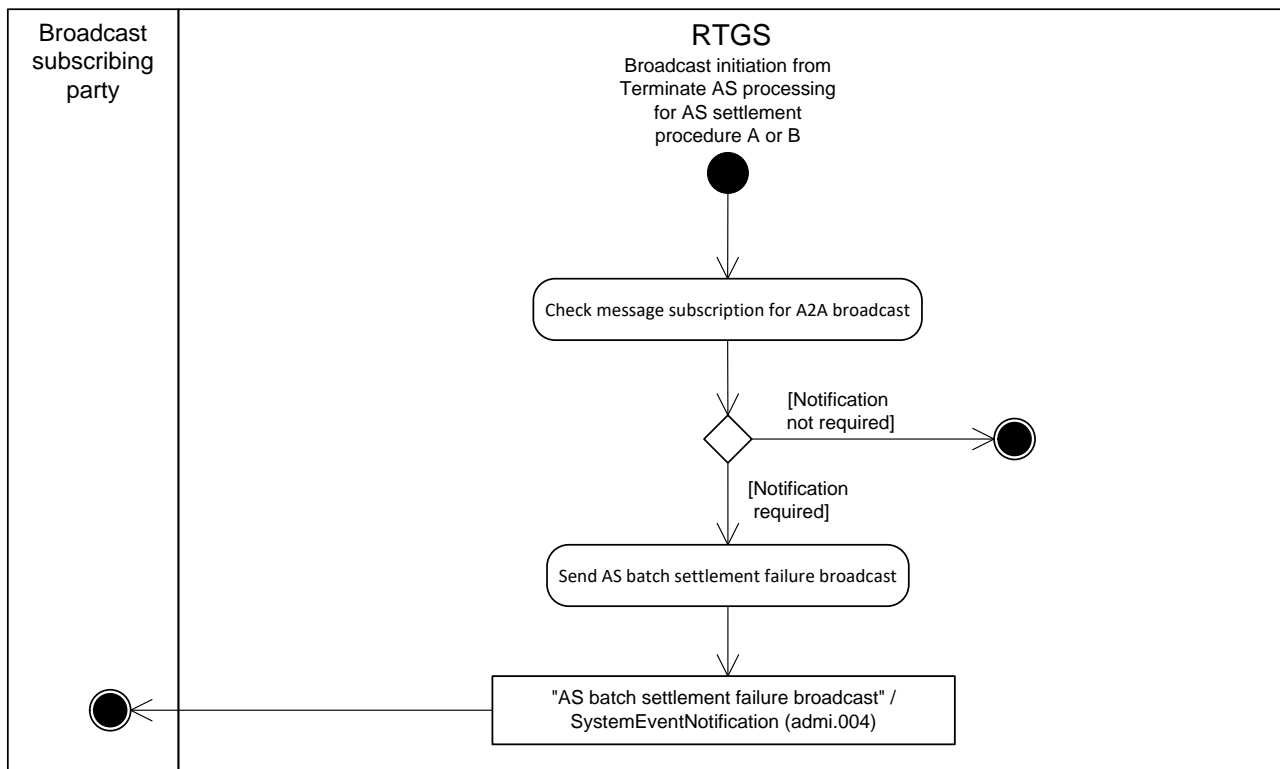 Broadcast
subscribing
party
RTGS
Broadcast initiation from
Terminate AS processing
for AS settlement
procedure A or B
Check message subscription for A2A broadcast
[Notification
not required]
[Notification
required]
Send AS batch settlement failure broadcast
"AS batch settlement failure broadcast" /
SystemEventNotification (admi.004)